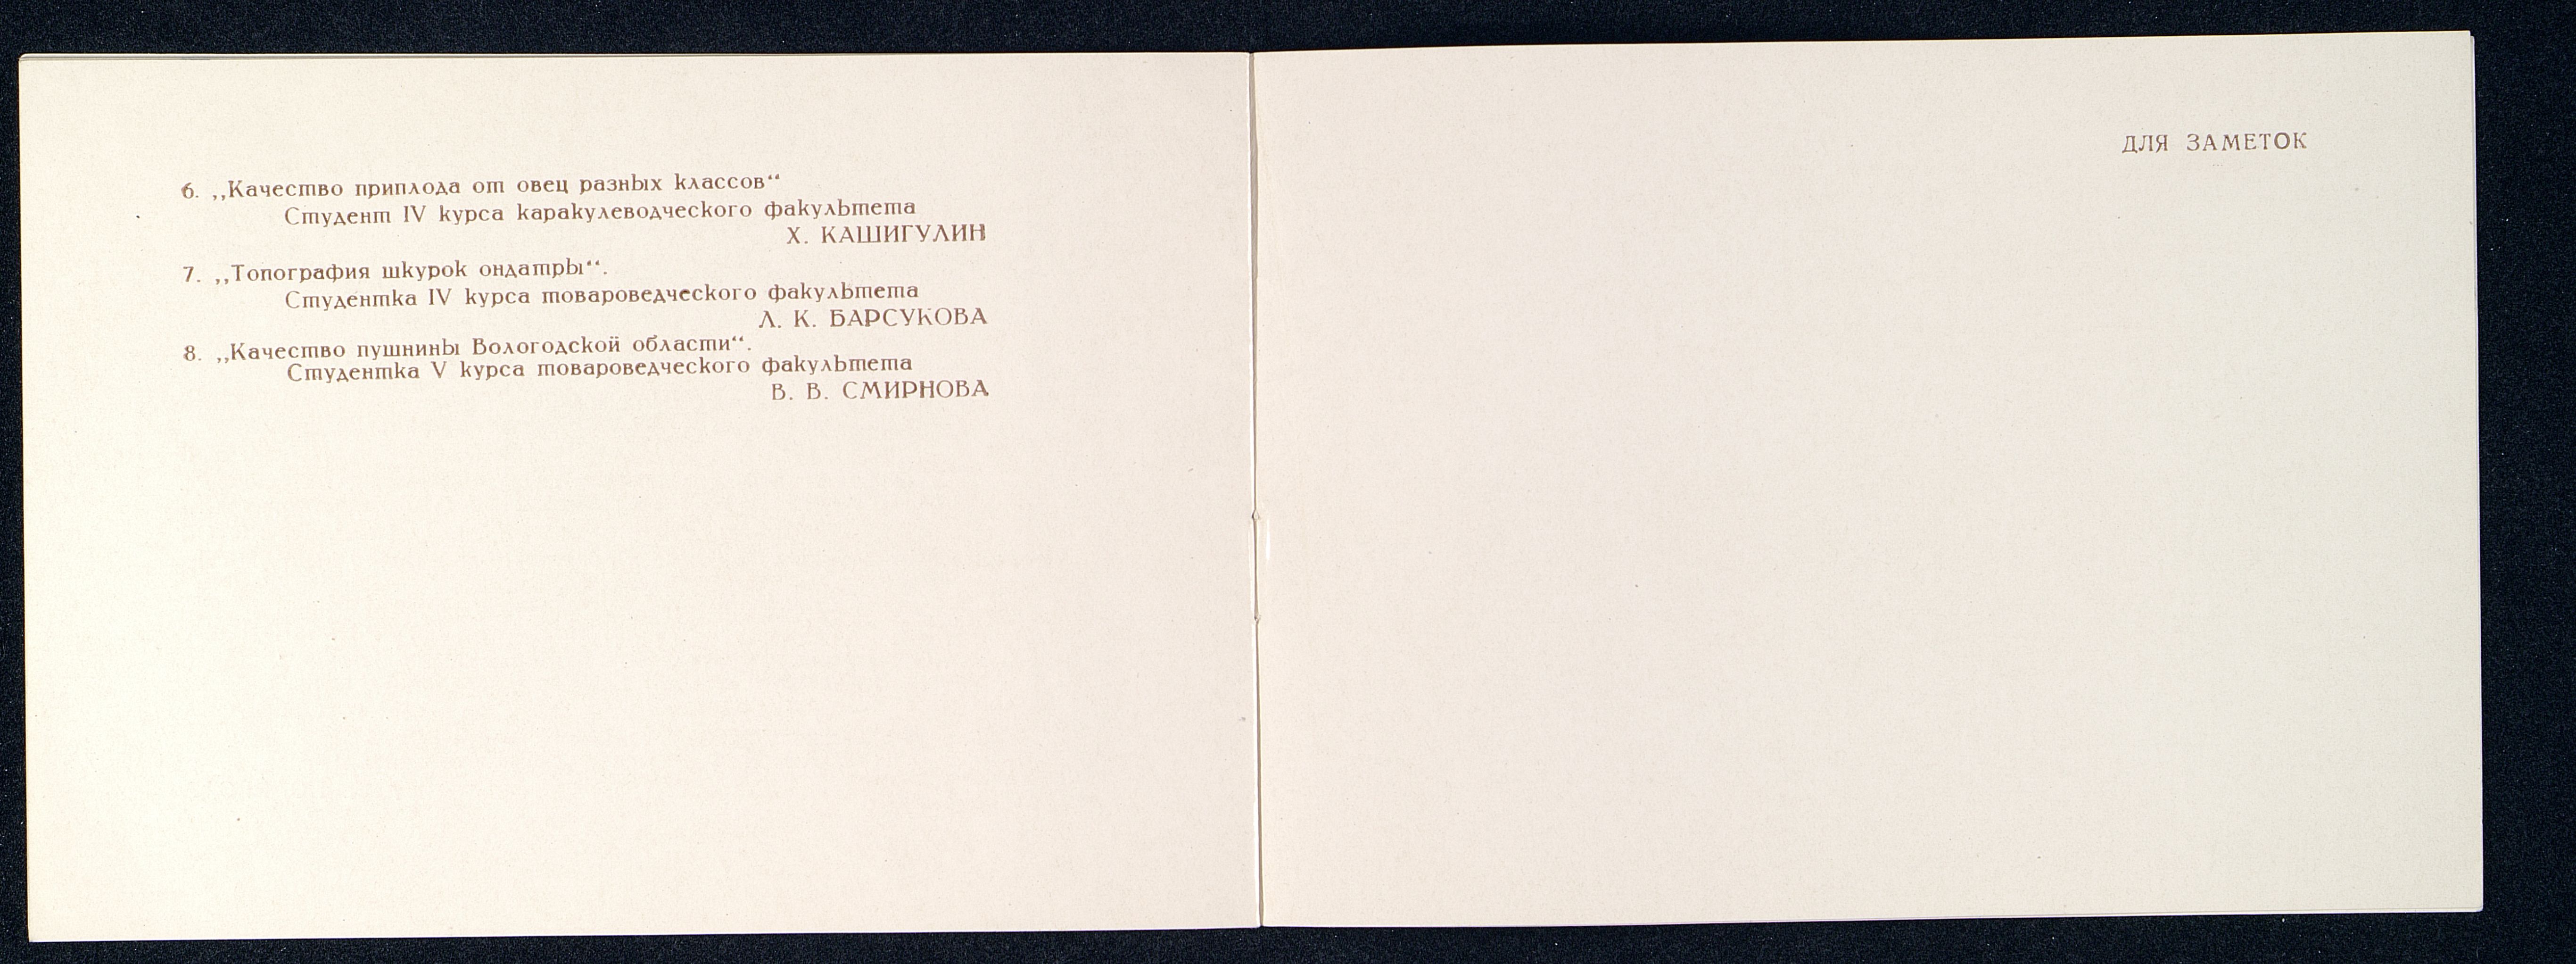 6. ,,Качество приплода от овец разных классов“
Студент IV курса каракулеводческого факультета
Х. КАШИГУЛИН
7. ,,Топография шкурок ондатры“.
Студентка IV курса товароведческого факультета
Л. К. БАРСУКОВА
8. ,,Качество пушнины Вологодской области“.
Студентка V курса товароведческого факультета
В. В. СМИРНОВА
ДЛЯ ЗАМЕТОК